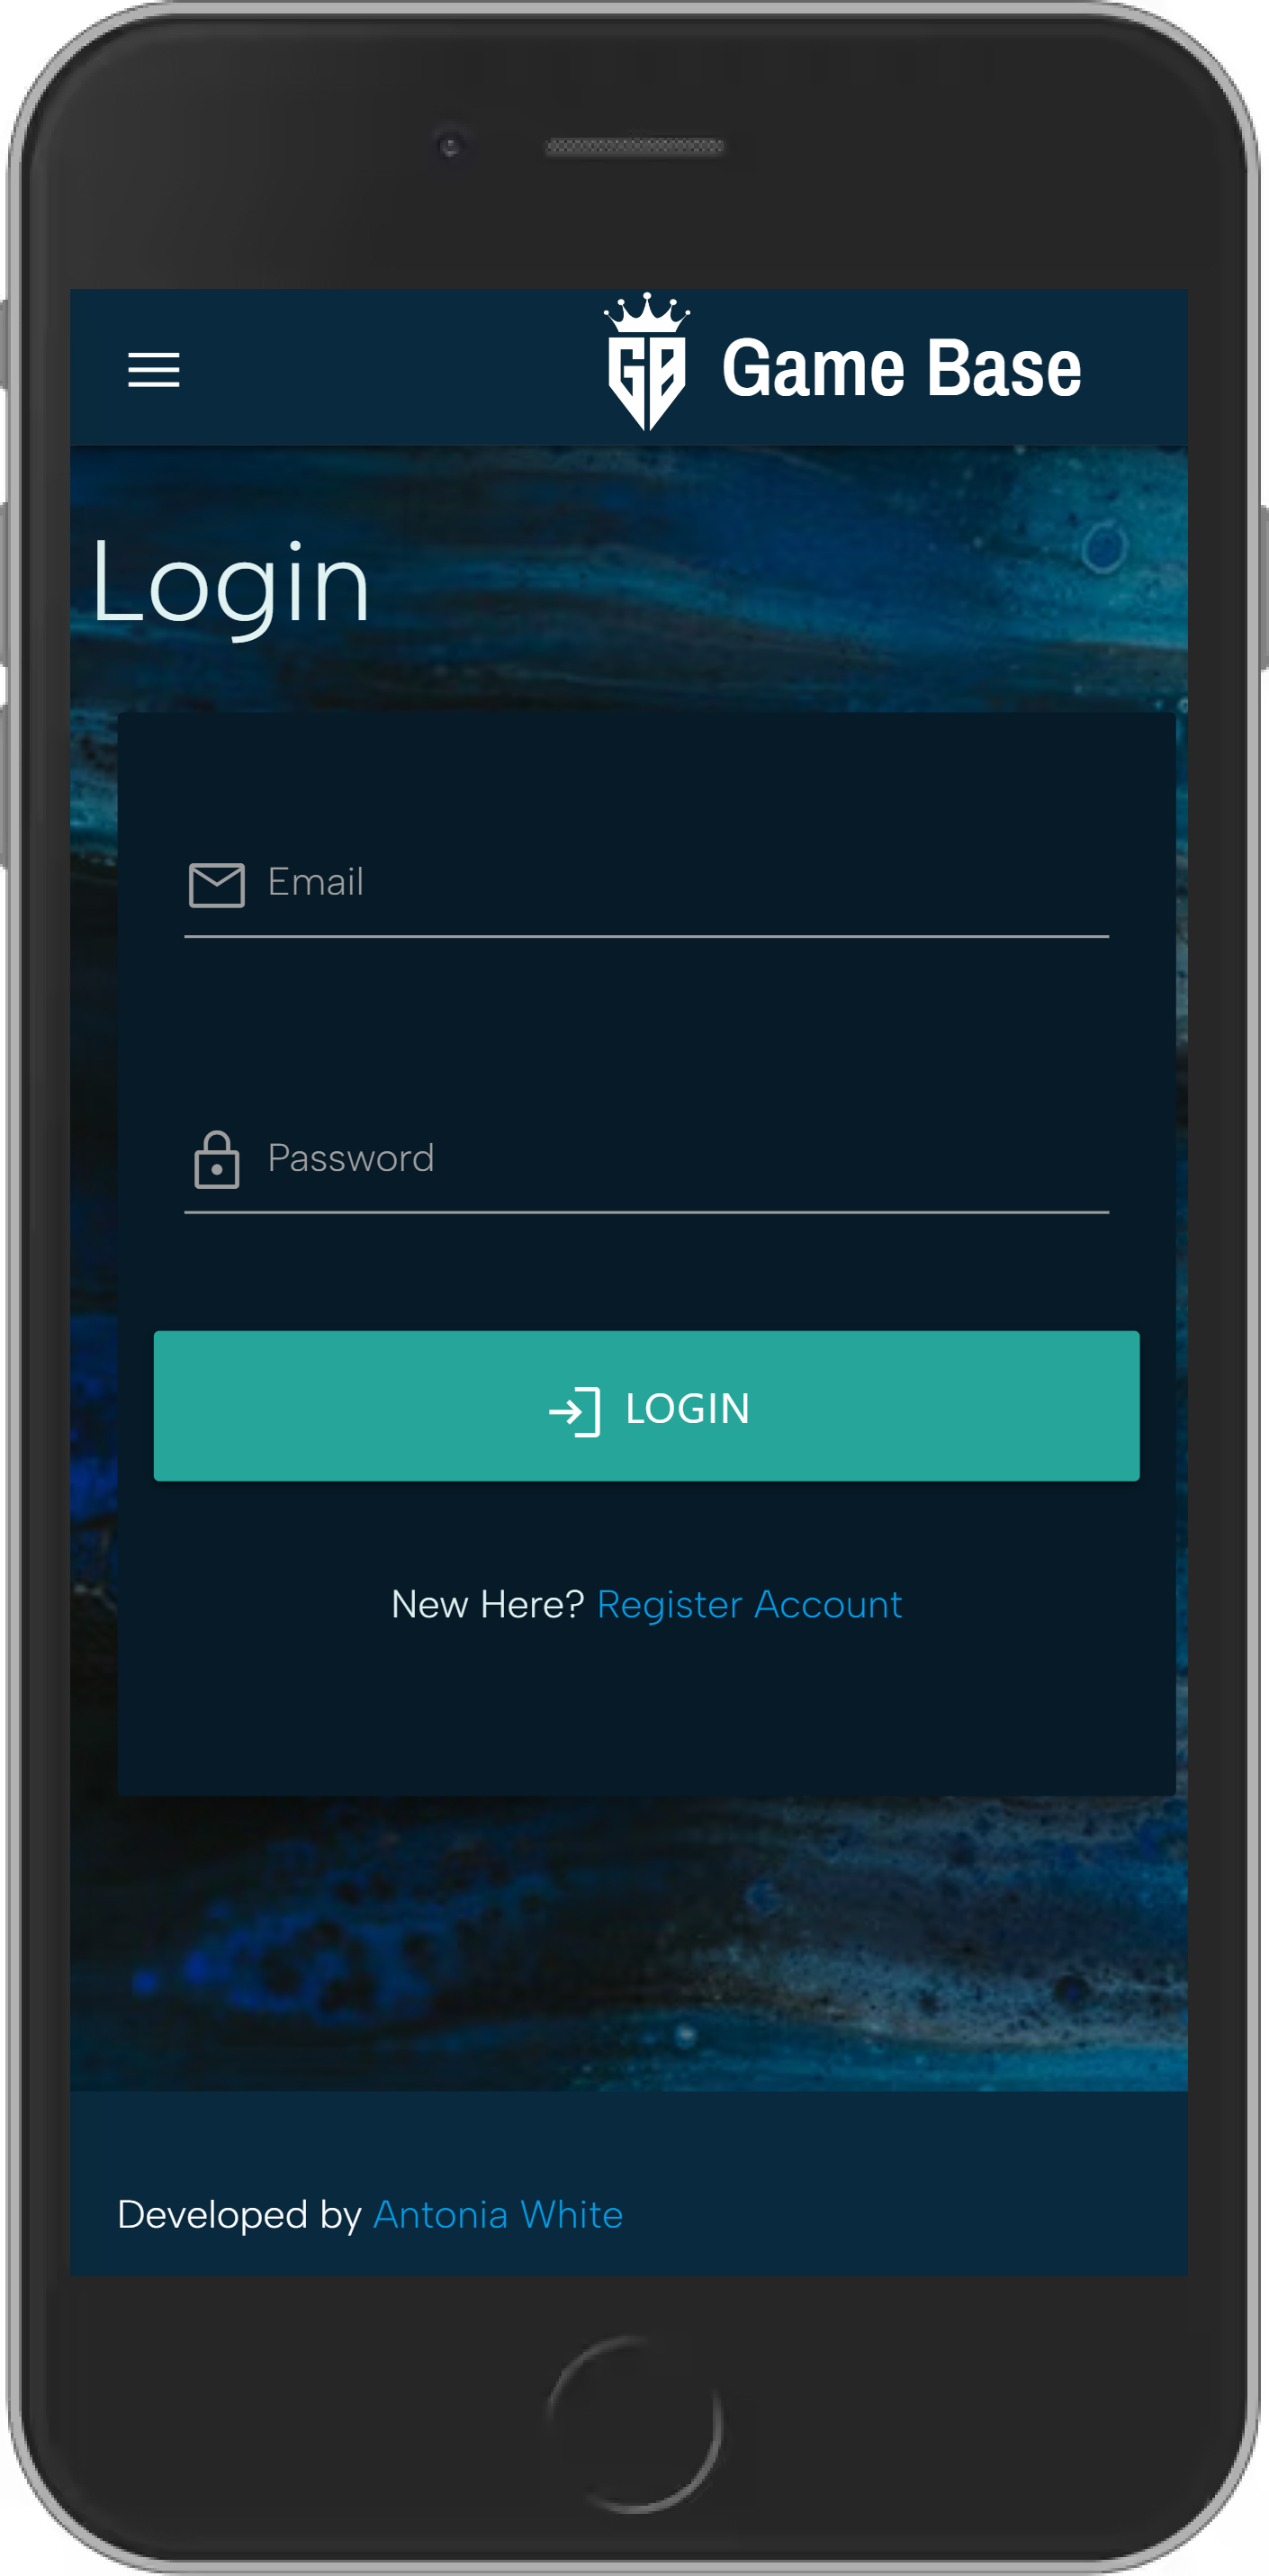 GB Game Base
Login
Email
Password
LOGIN
New Here? Register Account
Developed by Antonia White